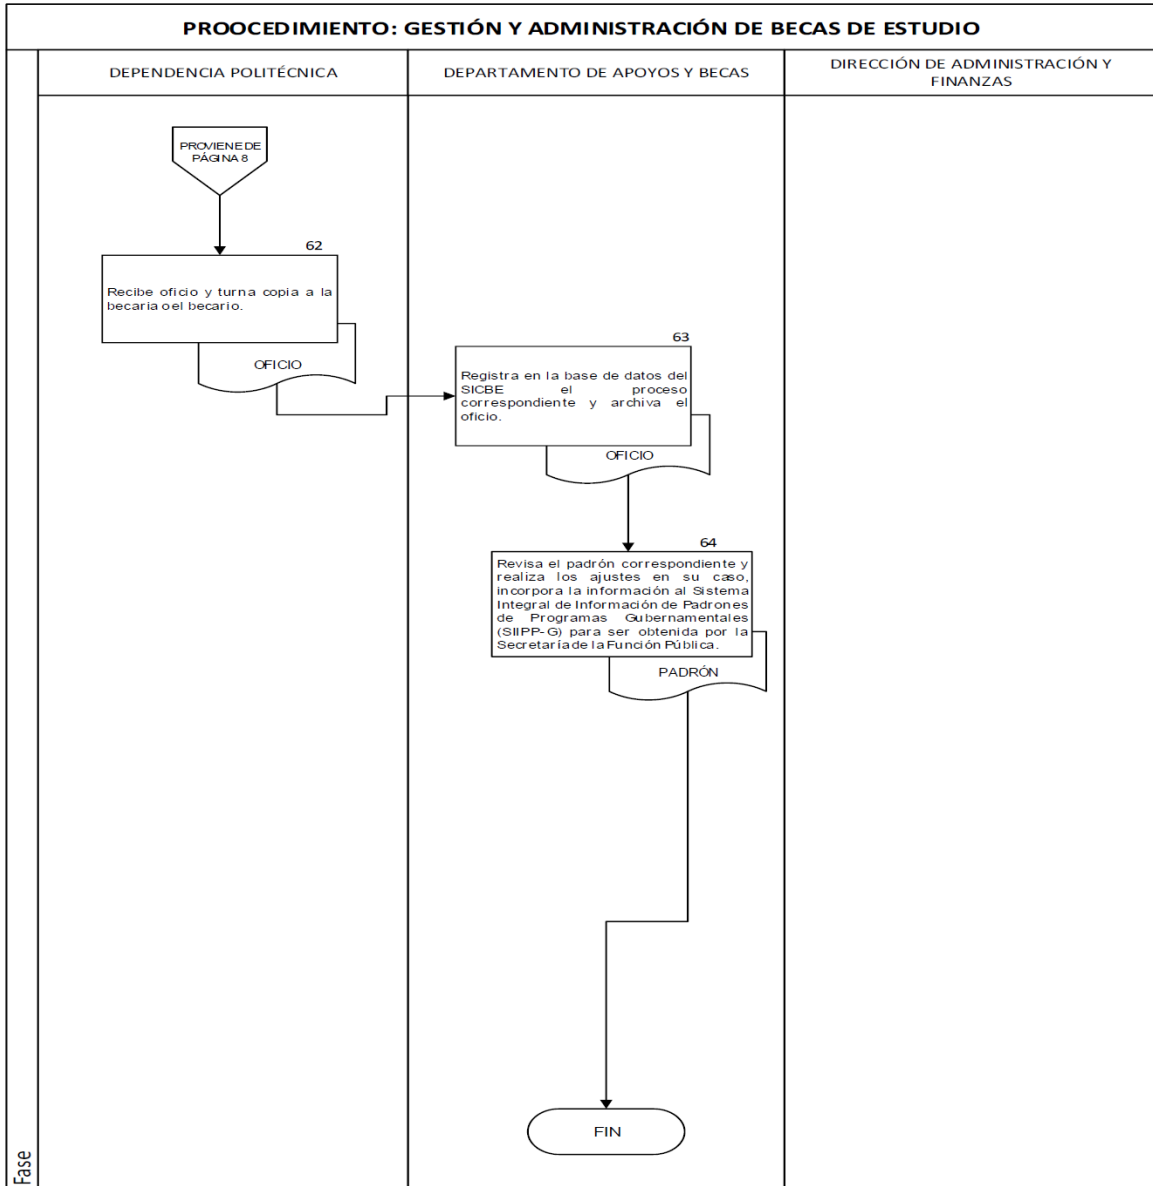 PROOCEDIMIENTO: GESTIÓN Y ADMINISTRACIÓN DE BECAS DE ESTUDIO
DEPENDENCIA POLITÉCNICA
DEPARTAMENTO DE APOYOS Y BECAS
DIRECCIÓN DE ADMINISTRACIÓN Y
FINANZAS
PROVIENE DE
PÁGINA 8
62
Recibe oficio y turna copia a la
becaria o el becario.
OFICIO
63
Registra en la base de datos del
SICBE el proceso
correspondiente y archiva el
oficio.
OFICIO
64
Revisa el padrón correspondiente y
realiza los ajustes en su caso,
incorpora la información al Sistema
Integral de Información de Padrones
de Programas Gubernamentales
(SIIPP-G) para ser obtenida por la
Secretaría de la Función Pública.
PADRÓN
FIN
Fase